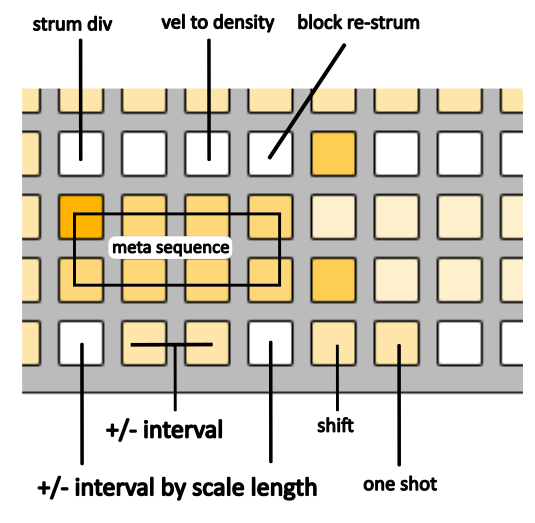 strum div
vel to density
block re-strum
meta sequence
+/- interval
shift
+/- interval by scale length
one shot